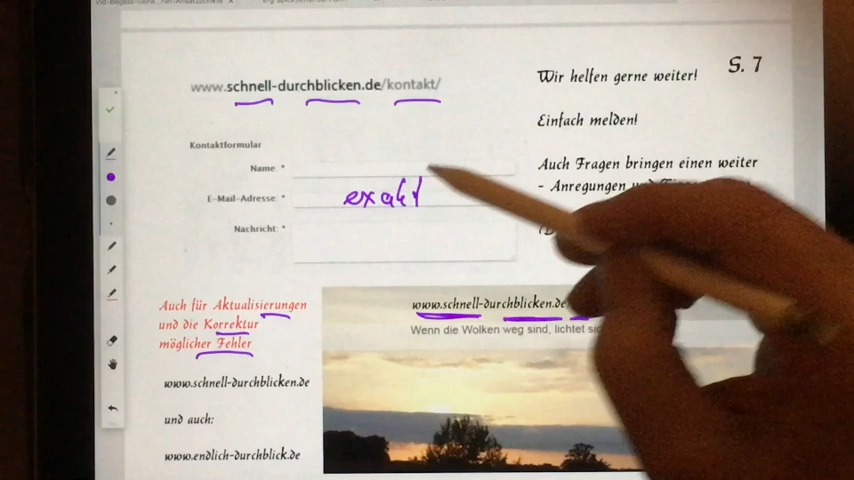 www.schnell-durchblicken.de/kontakt/
Wir helfen gerne weiter!
S. 7
Einfach melden!
Kontaktformular
Name: *
Auch Fragen bringen einen weiter
- Anregungen und
E-Mail-Adresse: *
exakt
Nachricht: *
Auch für Aktualisierungen
und die Korrektur
möglicher Fehler
www.schnell-durchblicken.de
Wenn die Wolken weg sind, lichtet
www.schnell-durchblicken.de
und auch:
www.endlich-durchblick.de